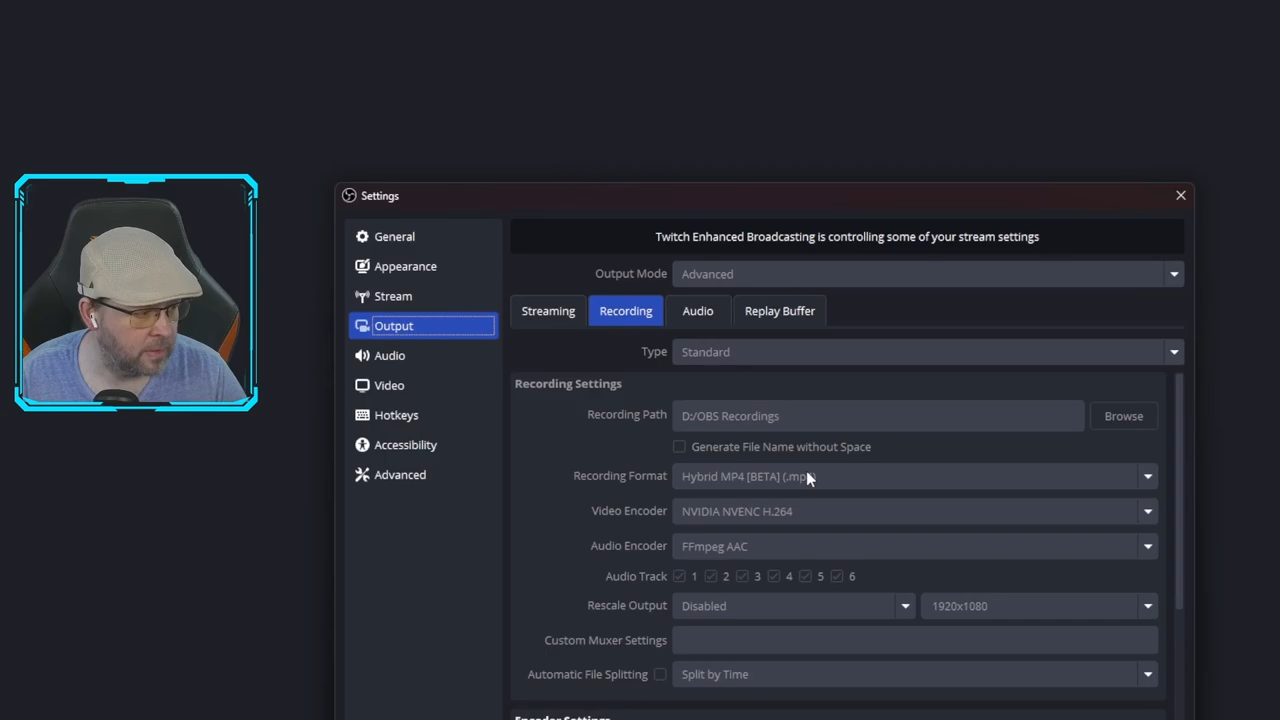 Settings
General
Appearance
Stream
Output
Audio
Video
Hotkeys
Accessibility
Advanced
Twitch Enhanced Broadcasting is controlling some of your stream settings
Output Mode Advanced
Streaming Recording Audio Replay Buffer
Type Standard
Recording Settings
Recording Path D:/OBS Recordings Browse
Generate File Name without Space
Recording Format Hybrid MP4 [BETA] (.mp4)
Video Encoder NVIDIA NVENC H.264
Audio Encoder FFmpeg AAC
Audio Track 1 2 3 4 5 6
Rescale Output Disabled 1920x1080
Custom Muxer Settings
Automatic File Splitting Split by Time
Encoder Settings